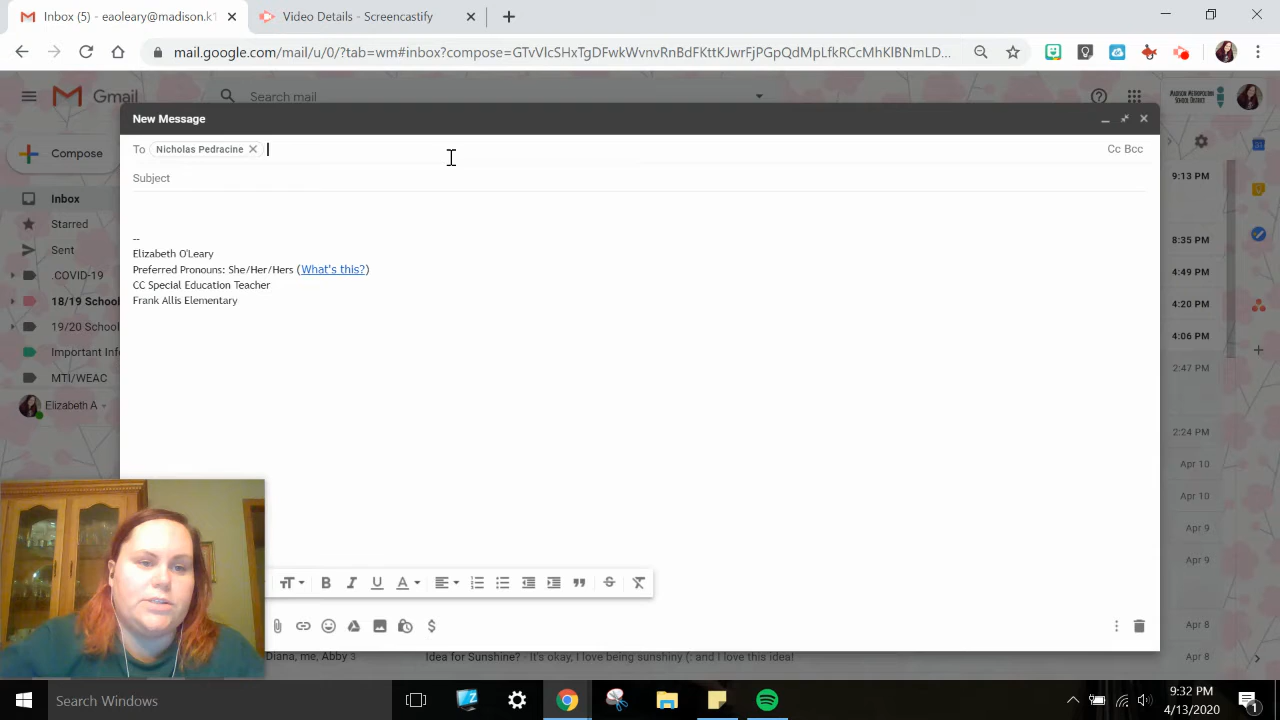 Inbox (5) - eaoleary@madison.k1
Video Details - Screencastify
mail.google.com/mail/u/0/?tab=wm#inbox?compose=GTvVlcSHxTgDFwkWvnvRnBdFKttKJwrFjPGpQdMpLfkRCcMhKlBNmLD...
Gmail
Search mail
MADISON METROPOLITAN
SCHOOL DISTRICT
New Message
Compose
To Nicholas Pedracine
Cc Bcc
Subject
Inbox
9:13 PM
Starred
Sent
8:35 PM
--
Elizabeth O'Leary
Preferred Pronouns: She/Her/Hers (What's this?)
CC Special Education Teacher
Frank Allis Elementary
.COVID-19
4:49 PM
18/19 School
4:20 PM
19/20 School
4:06 PM
Important Inf
2:47 PM
MTI/WEAC
Elizabeth A
2:24 PM
Apr 10
Apr 10
Apr 9
Apr 9
Apr 8
Diana, me, Abby 3
Idea for Sunshine? - It's okay, I love being sunshiny (: and I love this idea!
Apr 8
Search Windows
9:32 PM
4/13/2020
1